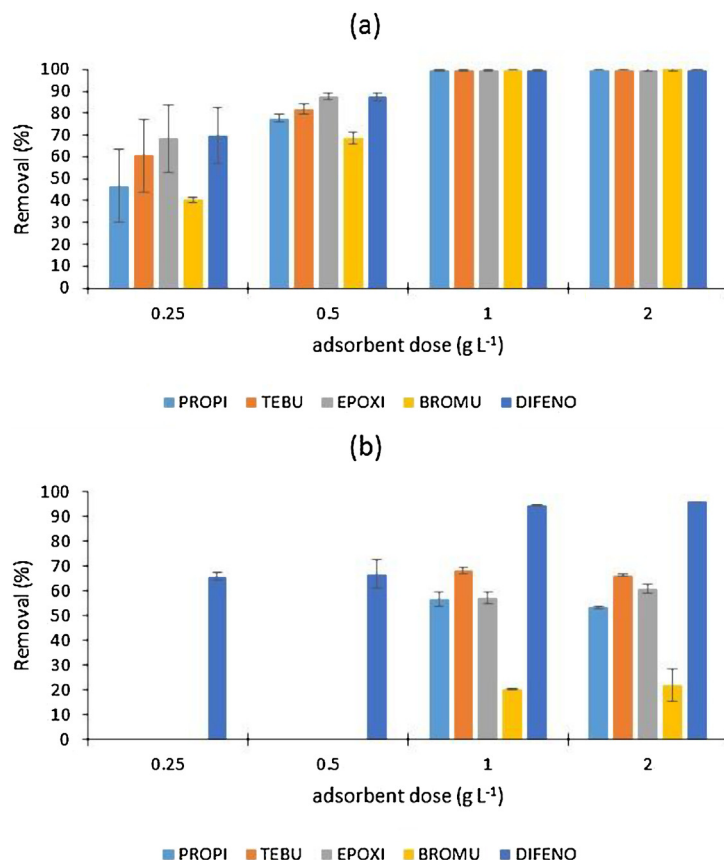 (a)
100
90
80
70
60
50
40
30
20
10
0
Removal (%)
0.25 0.5 1 2
adsorbent dose (g L⁻¹)
PROPI TEBU EPOXI BROMU DIFENO
(b)
100
90
80
70
60
50
40
30
20
10
0
Removal (%)
0.25 0.5 1 2
adsorbent dose (g L⁻¹)
PROPI TEBU EPOXI BROMU DIFENO